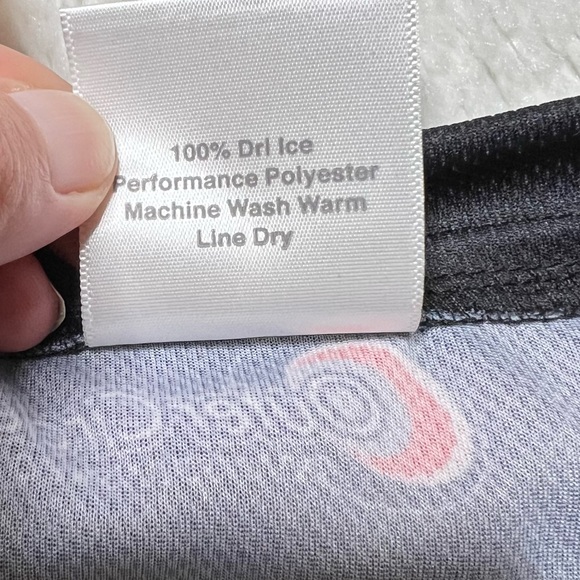 100% Dri Ice
Performance Polyester
Machine Wash Warm
Line Dry